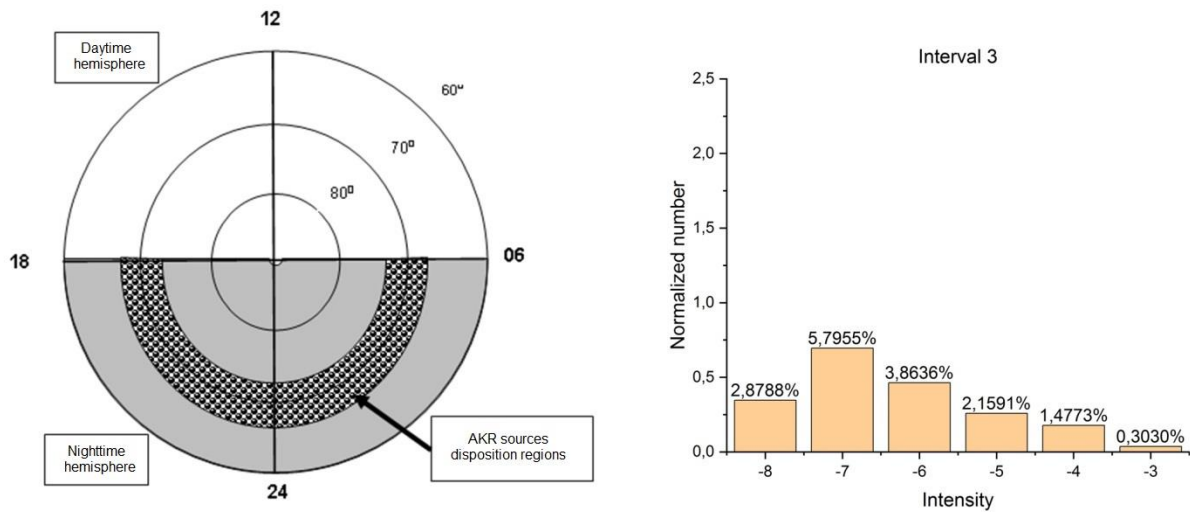 12
Daytime
hemisphere
60°
70°
80°
18
06
Nighttime
hemisphere
24
AKR sources
disposition regions
Interval 3
Normalized number
2,5
2,0
1,5
1,0
0,5
0,0
2,8788%
5,7955%
3,8636%
2,1591%
1,4773%
0,3030%
-8
-7
-6
-5
-4
-3
Intensity